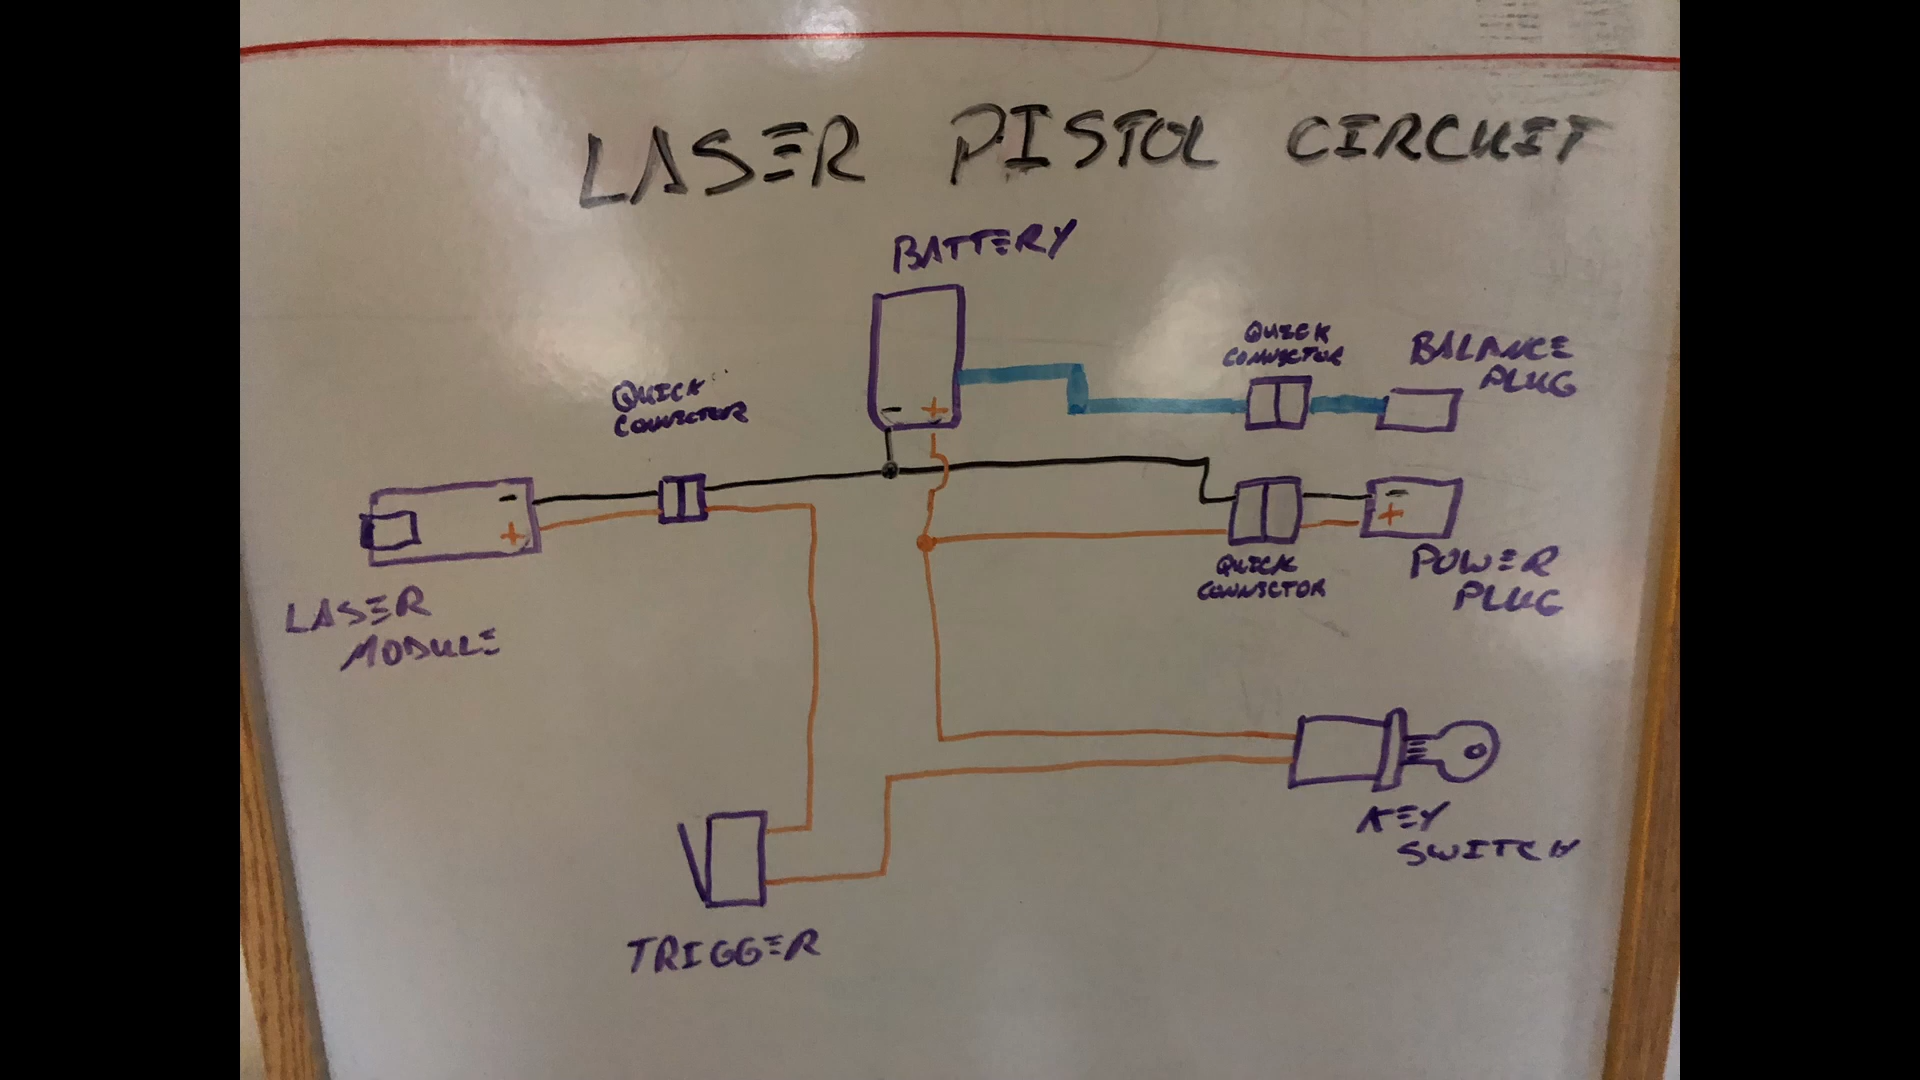 LASER PISTOL CIRCUIT
BATTERY
QUICK
CONNECTOR
BALANCE
PLUG
QUICK
CONNECTOR
- +
-
+
-
+
LASER
MODULE
QUICK
CONNECTOR
POWER
PLUG
KEY
SWITCH
TRIGGER